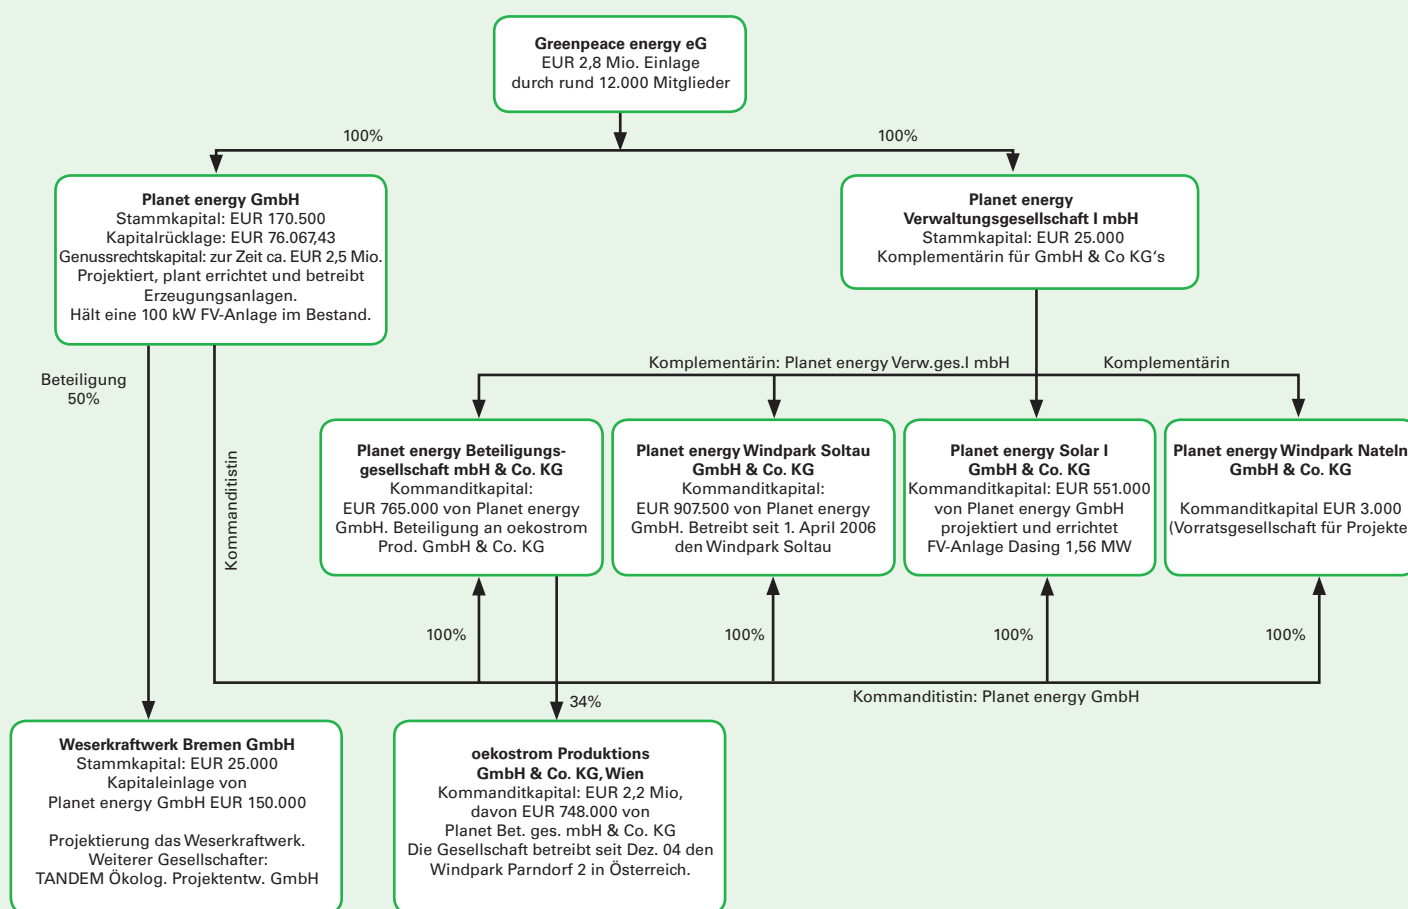 Greenpeace energy eG
EUR 2,8 Mio. Einlage
durch rund 12.000 Mitglieder
100%
100%
Planet energy GmbH
Stammkapital: EUR 170.500
Kapitalrücklage: EUR 76.067,43
Genussrechtskapital: zur Zeit ca. EUR 2,5 Mio.
Projektiert, plant errichtet und betreibt
Erzeugungsanlagen.
Hält eine 100 kW FV-Anlage im Bestand.
Planet energy
Verwaltungsgesellschaft I mbH
Stammkapital: EUR 25.000
Komplementärin für GmbH & Co KG‘s
Beteiligung
50%
Kommanditistin
Komplementärin: Planet energy Verw.ges.I mbH
Komplementärin
Planet energy Beteiligungs-
gesellschaft mbH & Co. KG
Kommanditkapital:
EUR 765.000 von Planet energy
GmbH. Beteiligung an oekostrom
Prod. GmbH & Co. KG
Planet energy Windpark Soltau
GmbH & Co. KG
Kommanditkapital:
EUR 907.500 von Planet energy
GmbH. Betreibt seit 1. April 2006
den Windpark Soltau
Planet energy Solar I
GmbH & Co. KG
Kommanditkapital: EUR 551.000
von Planet energy GmbH
projektiert und errichtet
FV-Anlage Dasing 1,56 MW
Planet energy Windpark Nateln
GmbH & Co. KG
Kommanditkapital EUR 3.000
(Vorratsgesellschaft für Projekte
100%
100%
100%
100%
Kommanditistin: Planet energy GmbH
34%
Weserkraftwerk Bremen GmbH
Stammkapital: EUR 25.000
Kapitaleinlage von
Planet energy GmbH EUR 150.000
Projektierung das Weserkraftwerk.
Weiterer Gesellschafter:
TANDEM Ökolog. Projektentw. GmbH
oekostrom Produktions
GmbH & Co. KG, Wien
Kommanditkapital: EUR 2,2 Mio,
davon EUR 748.000 von
Planet Bet. ges. mbH & Co. KG
Die Gesellschaft betreibt seit Dez. 04 den
Windpark Parndorf 2 in Österreich.